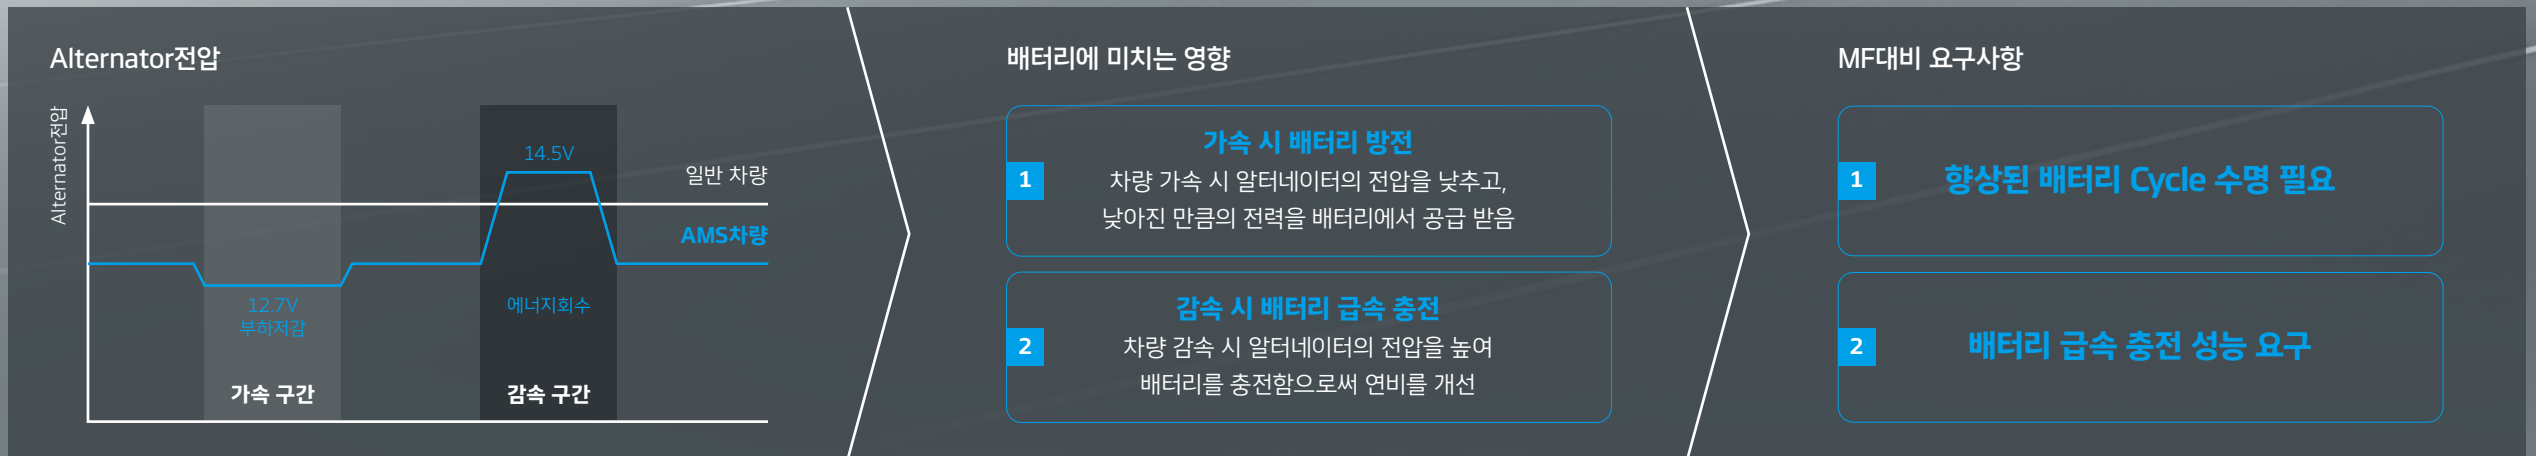 Alternator전압
Alternator전압
14.5V
일반 차량
AMS차량
12.7V
부하저감
에너지회수
가속 구간
감속 구간
배터리에 미치는 영향
1
가속 시 배터리 방전
차량 가속 시 알터네이터의 전압을 낮추고,
낮아진 만큼의 전력을 배터리에서 공급 받음
2
감속 시 배터리 급속 충전
차량 감속 시 알터네이터의 전압을 높여
배터리를 충전함으로써 연비를 개선
MF대비 요구사항
1
향상된 배터리 Cycle 수명 필요
2
배터리 급속 충전 성능 요구